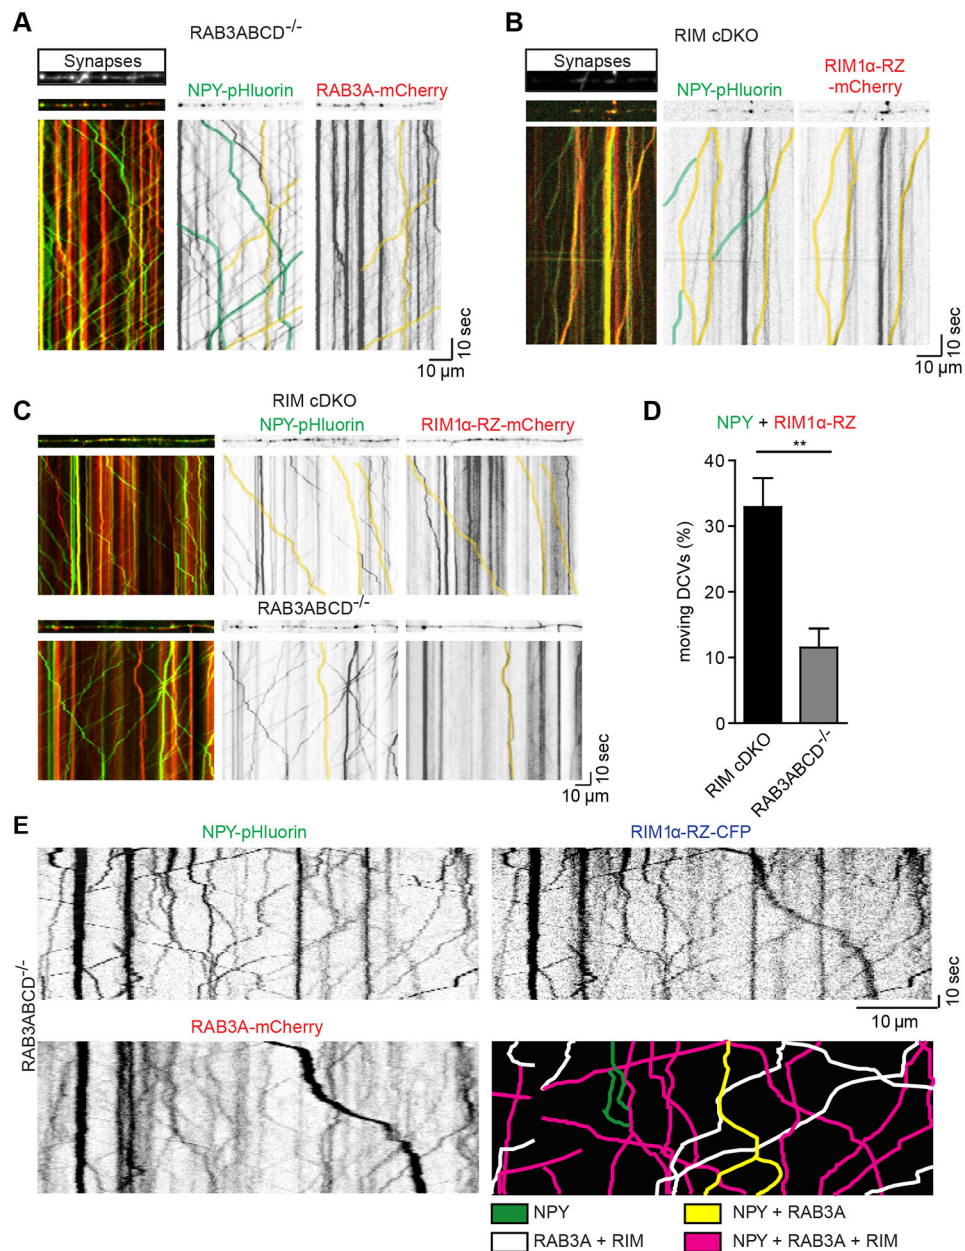 A
RAB3ABCD-/-
Synapses
NPY-pHluorin
RAB3A-mCherry
10 sec
10 µm
B
RIM cDKO
Synapses
NPY-pHluorin
RIM1α-RZ
-mCherry
10 sec
10 µm
C
RIM cDKO
NPY-pHluorin
RIM1α-RZ-mCherry
RAB3ABCD-/-
10 sec
10 µm
D
NPY + RIM1α-RZ
**
moving DCVs (%)
40
30
20
10
0
RIM cDKO
RAB3ABCD-/-
E
NPY-pHluorin
RIM1α-RZ-CFP
RAB3ABCD-/-
10 sec
10 µm
RAB3A-mCherry
NPY
NPY + RAB3A
RAB3A + RIM
NPY + RAB3A + RIM